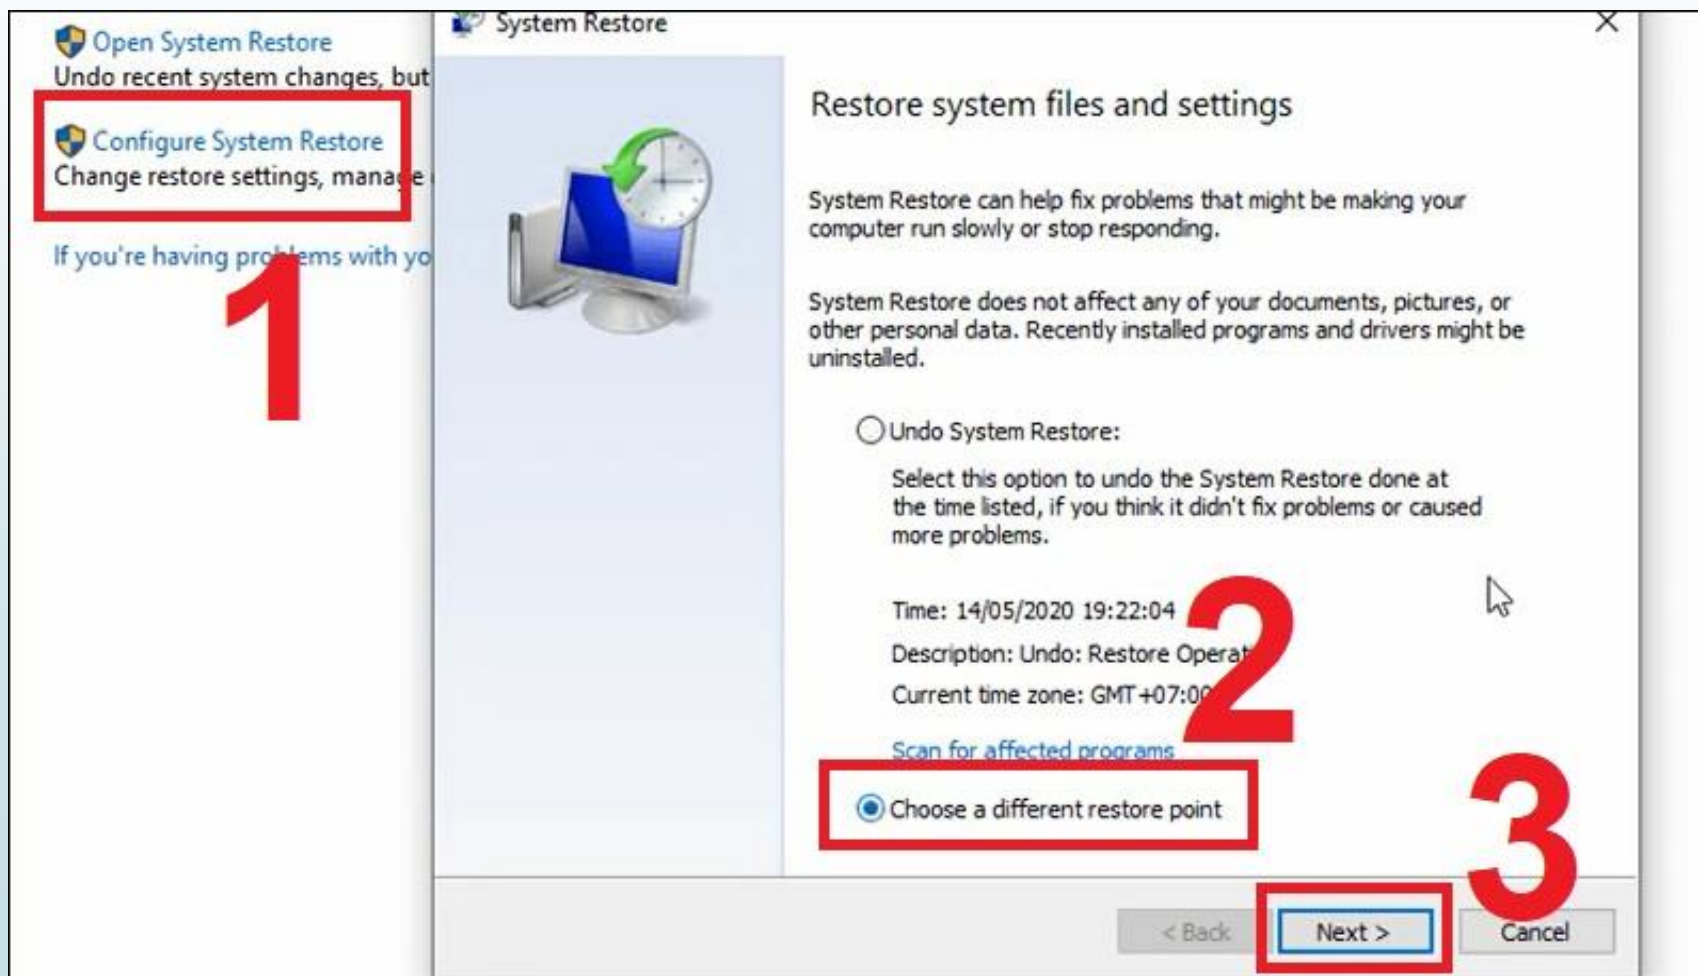 Open System Restore
Undo recent system changes, but
Configure System Restore
Change restore settings, manage
If you're having problems with yo
1
System Restore
Restore system files and settings
System Restore can help fix problems that might be making your
computer run slowly or stop responding.
System Restore does not affect any of your documents, pictures, or
other personal data. Recently installed programs and drivers might be
uninstalled.
Undo System Restore:
Select this option to undo the System Restore done at
the time listed, if you think it didn't fix problems or caused
more problems.
Time: 14/05/2020 19:22:04
Description: Undo: Restore Operat
Current time zone: GMT+07:00
2
Scan for affected programs
Choose a different restore point
3
< Back
Next >
Cancel